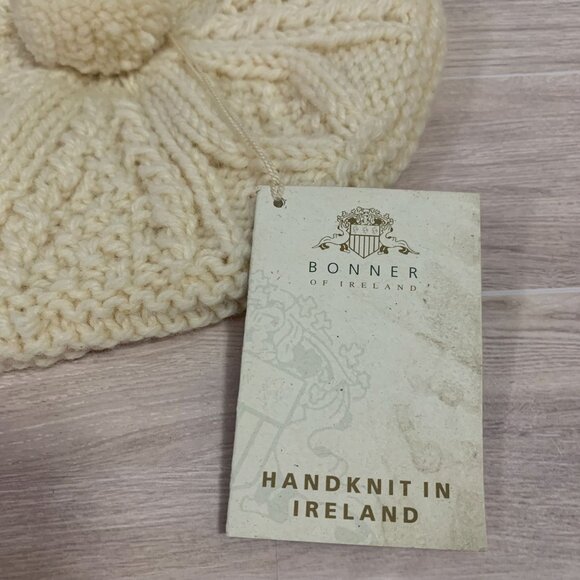 BONNER
OF IRELAND
HANDKNIT IN
IRELAND